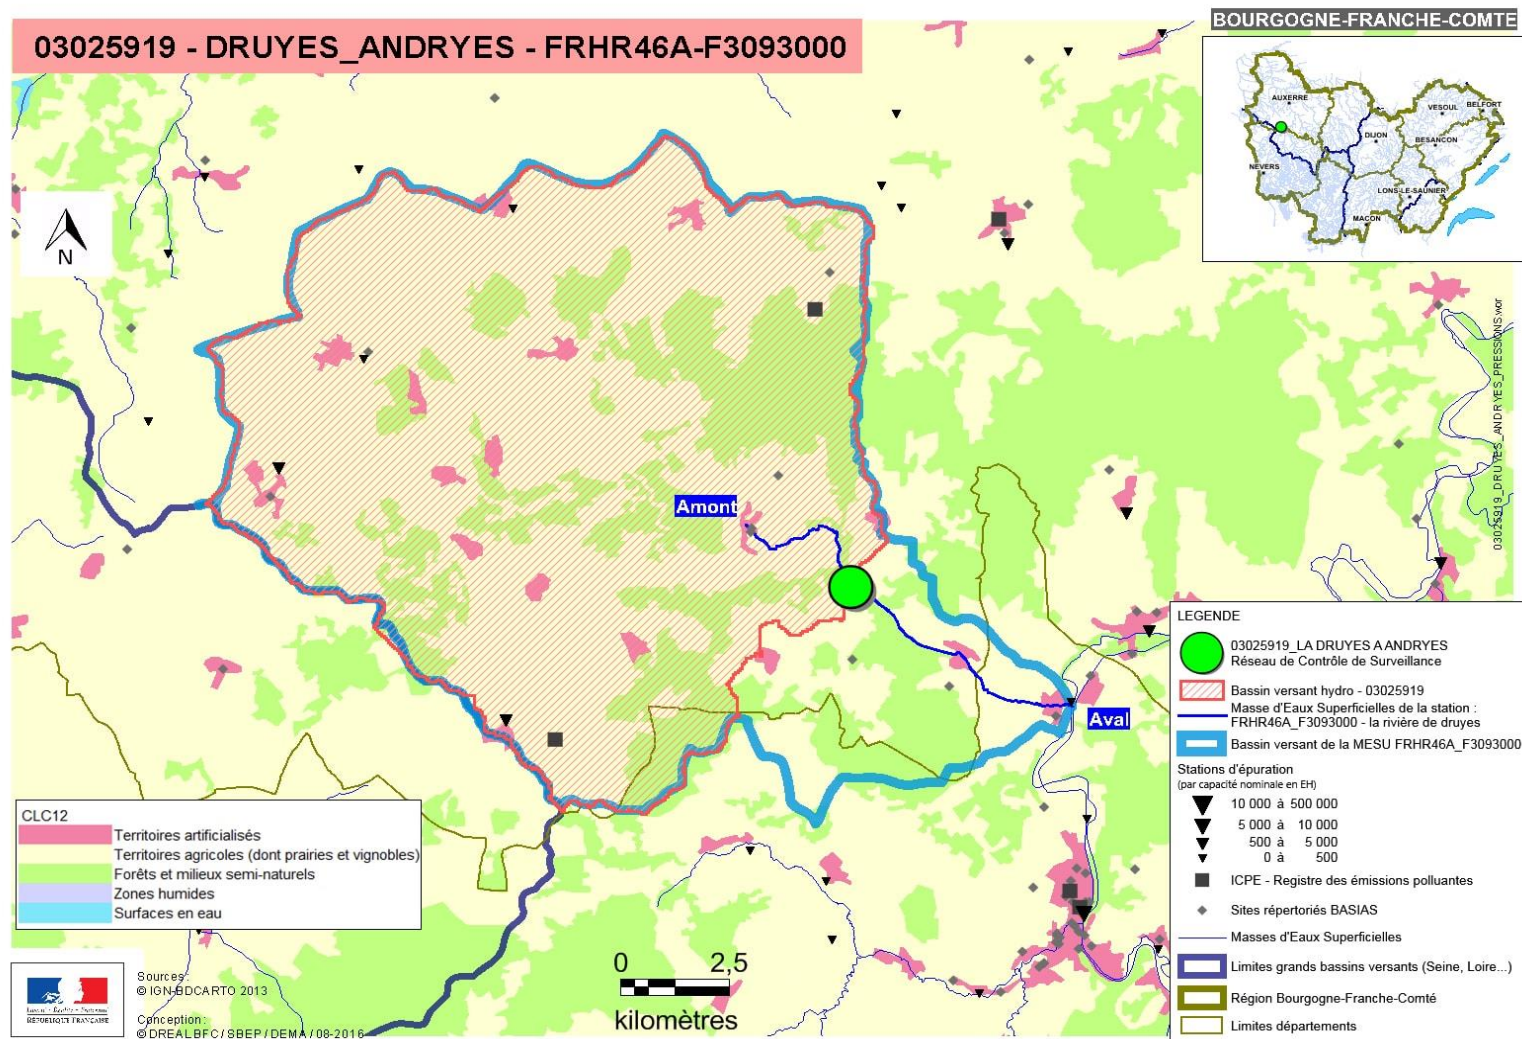 BOURGOGNE-FRANCHE-COMTE
03025919 - DRUYES_ANDRYES - FRHR46A-F3093000
AUXERRE
VESOUL
BELFORT
DIJON
BESANCON
NEVERS
LONS-LE-SAUNIER
MACON
N
Amont
Aval
03025919_DRUYES_ANDRYES_PRESSIONS.wor
LEGENDE
03025919_LA DRUYES A ANDRYES
Réseau de Contrôle de Surveillance
Bassin versant hydro - 03025919
Masse d'Eaux Superficielles de la station :
FRHR46A_F3093000 - la rivière de druyes
Bassin versant de la MESU FRHR46A_F3093000
Stations d'épuration
(par capacité nominale en EH)
10 000 à 500 000
5 000 à 10 000
500 à 5 000
0 à 500
ICPE - Registre des émissions polluantes
Sites répertoriés BASIAS
Masses d'Eaux Superficielles
Limites grands bassins versants (Seine, Loire...)
Région Bourgogne-Franche-Comté
Limites départements
CLC12
Territoires artificialisés
Territoires agricoles (dont prairies et vignobles)
Forêts et milieux semi-naturels
Zones humides
Surfaces en eau
0 2,5
kilomètres
Liberté • Égalité • Fraternité
RÉPUBLIQUE FRANÇAISE
Sources :
© IGN-BDCARTO 2013
Conception :
© DREAL BFC / SBEP / DEMA / 08-2016